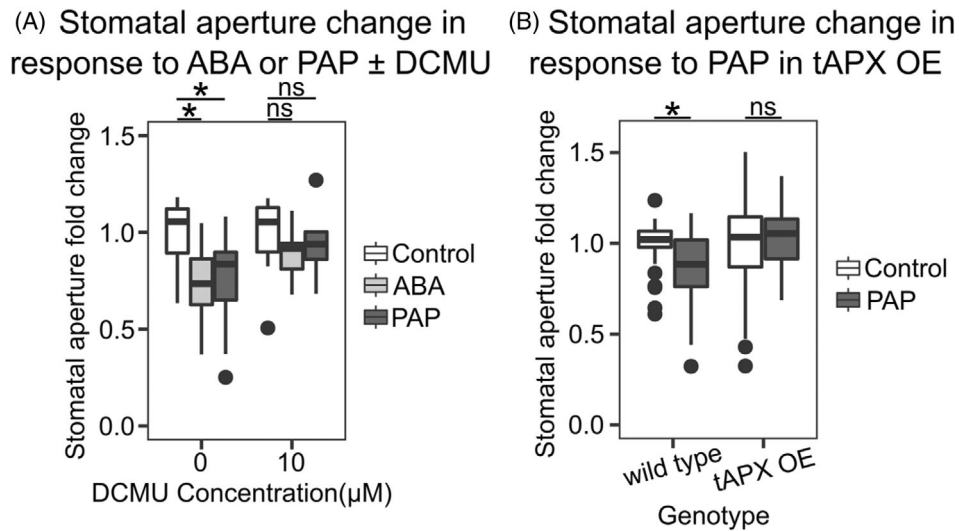 (A) Stomatal aperture change in
response to ABA or PAP ± DCMU
*
*
ns
ns
Stomatal aperture fold change
1.5
1.0
0.5
0.0
0
10
DCMU Concentration(µM)
Control
ABA
PAP
(B) Stomatal aperture change in
response to PAP in tAPX OE
*
ns
Stomatal aperture fold change
1.5
1.0
0.5
0.0
wild type
tAPX OE
Genotype
Control
PAP